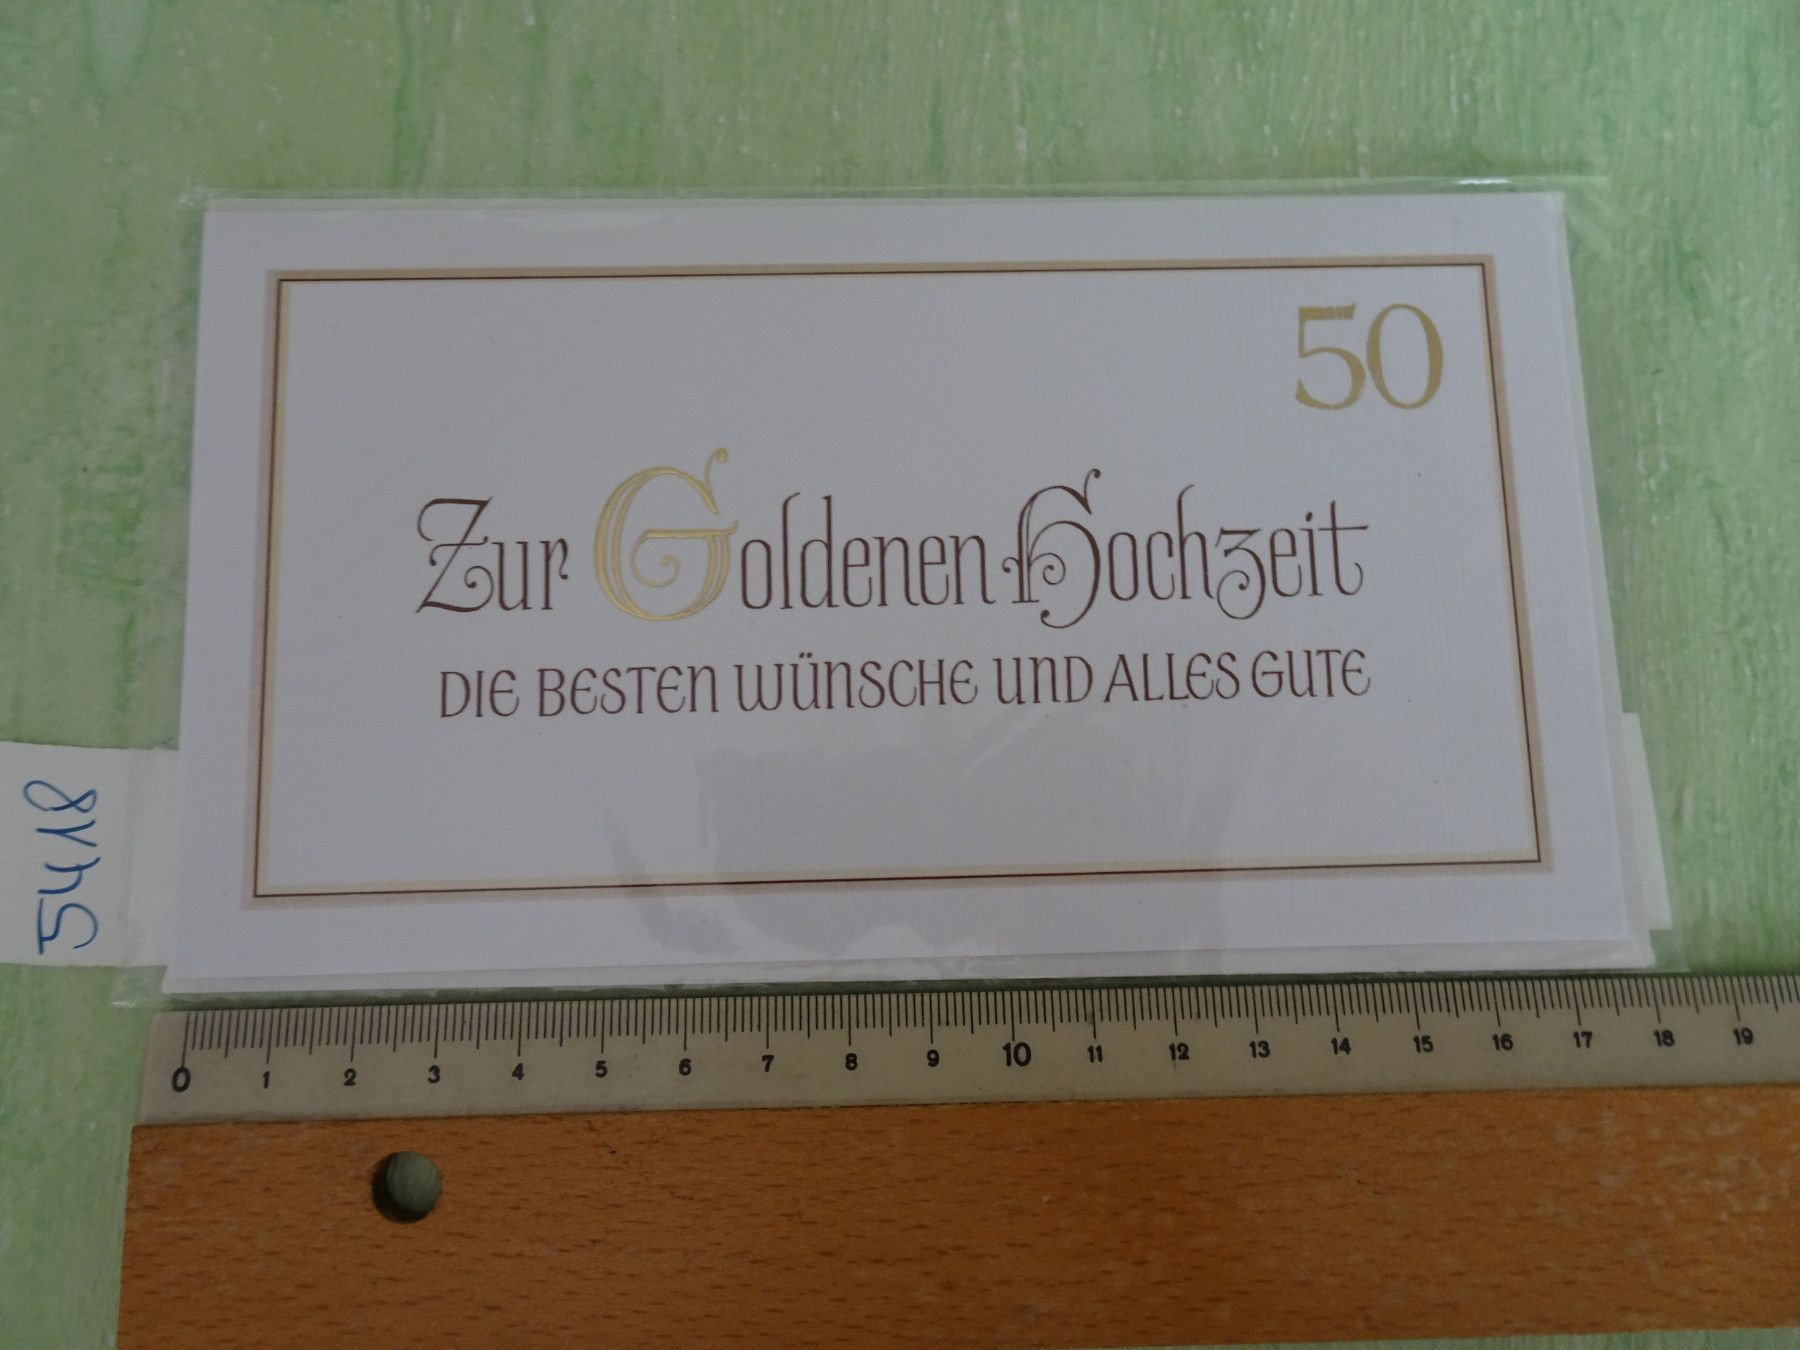 50
Zur Goldenen Hochzeit
DIE BESTEN WÜNSCHE UND ALLES GUTE
5418
0 1 2 3 4 5 6 7 8 9 10 11 12 13 14 15 16 17 18 19